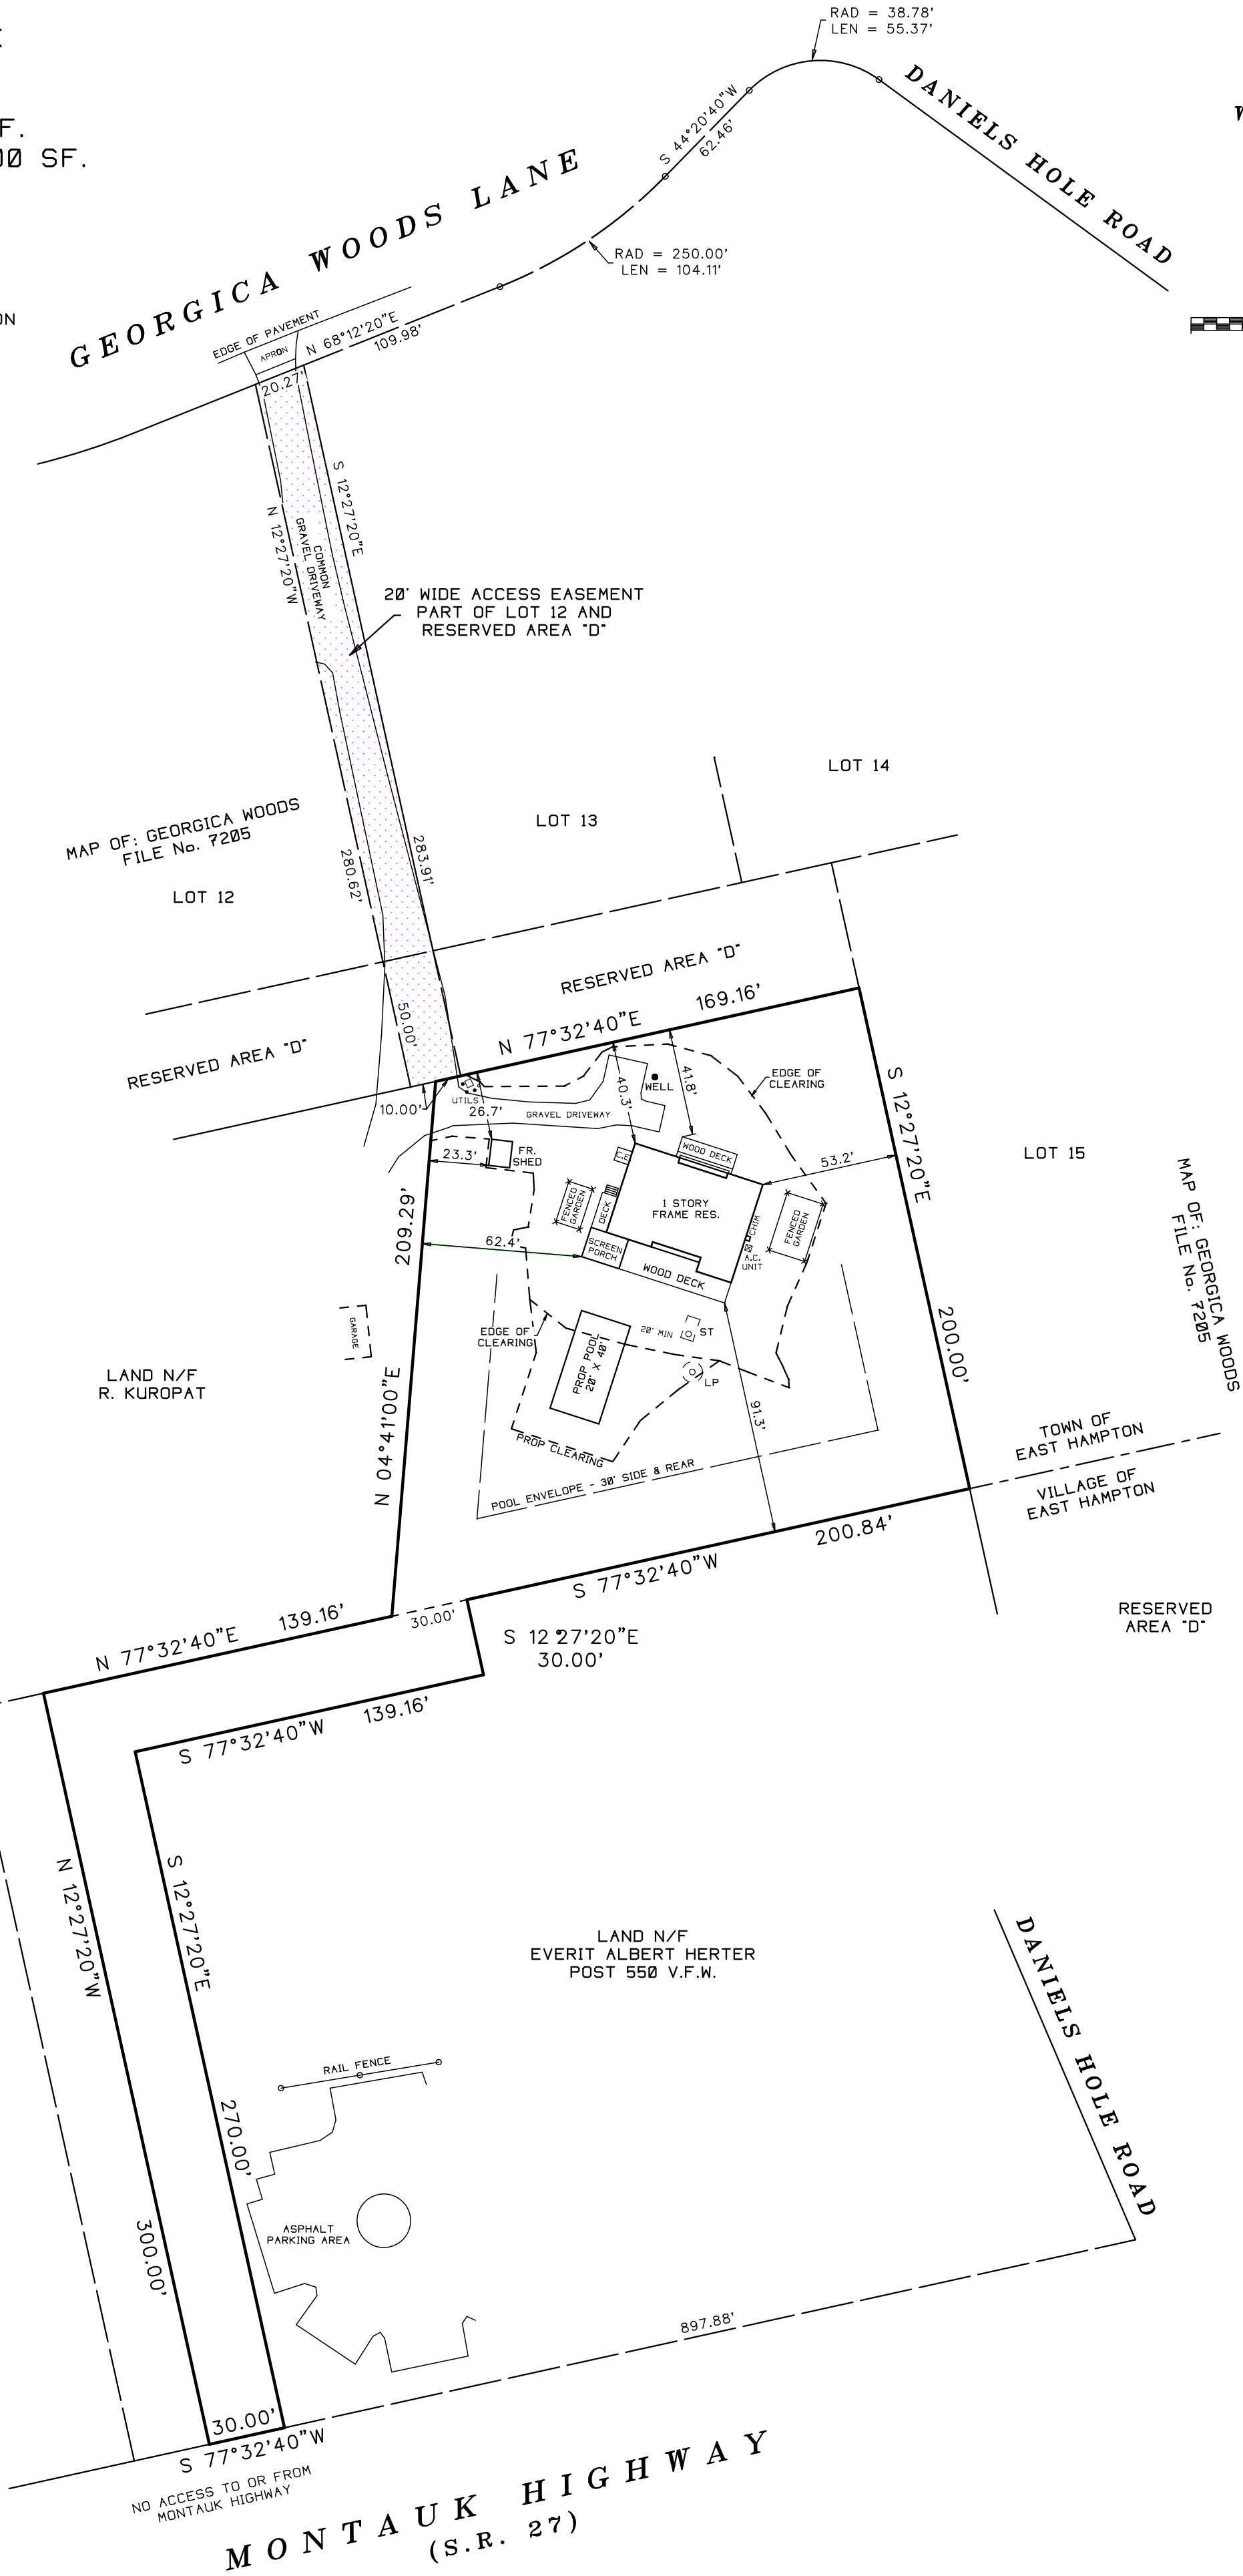 RAD = 38.78'
LEN = 55.37'
DANIELS HOLE ROAD
S 44°20'40"W
62.46'
F.
00 SF.
GEORGICA WOODS LANE
RAD = 250.00'
LEN = 104.11'
ON
EDGE OF PAVEMENT
APRON
N 68°12'20"E
109.98'
20.27'
S 12°27'20"E
N 12°27'20"W
COMMON
GRAVEL DRIVEWAY
20' WIDE ACCESS EASEMENT
PART OF LOT 12 AND
RESERVED AREA "D"
LOT 14
LOT 13
MAP OF: GEORGICA WOODS
FILE No. 7205
280.62'
283.91'
LOT 12
RESERVED AREA "D"
169.16'
N 77°32'40"E
50.00'
RESERVED AREA "D"
10.00'
UTILS
26.7'
GRAVEL DRIVEWAY
40.3'
WELL
41.8'
EDGE OF
CLEARING
S 12°27'20"E
23.3'
FR.
SHED
C.E.
WOOD DECK
53.2'
LOT 15
MAP OF: GEORGICA WOODS
FILE No. 7205
209.29'
FENCED
GARDEN
DECK
1 STORY
FRAME RES.
CHIM
FENCED
GARDEN
62.4'
SCREEN
PORCH
A.C.
UNIT
WOOD DECK
GARAGE
EDGE OF
CLEARING
20' MIN
ST
PROP POOL
20' X 40'
LP
200.00'
LAND N/F
R. KUROPAT
N 04°41'00"E
91.3'
PROP CLEARING
POOL ENVELOPE - 30' SIDE & REAR
TOWN OF
EAST HAMPTON
VILLAGE OF
EAST HAMPTON
200.84'
S 77°32'40"W
139.16'
N 77°32'40"E
30.00'
S 12°27'20"E
30.00'
RESERVED
AREA "D"
139.16'
S 77°32'40"W
N 12°27'20"W
S 12°27'20"E
LAND N/F
EVERIT ALBERT HERTER
POST 550 V.F.W.
DANIELS HOLE ROAD
RAIL FENCE
270.00'
300.00'
ASPHALT
PARKING AREA
897.88'
30.00'
S 77°32'40"W
NO ACCESS TO OR FROM
MONTAUK HIGHWAY
MONTAUK HIGHWAY
(S.R. 27)